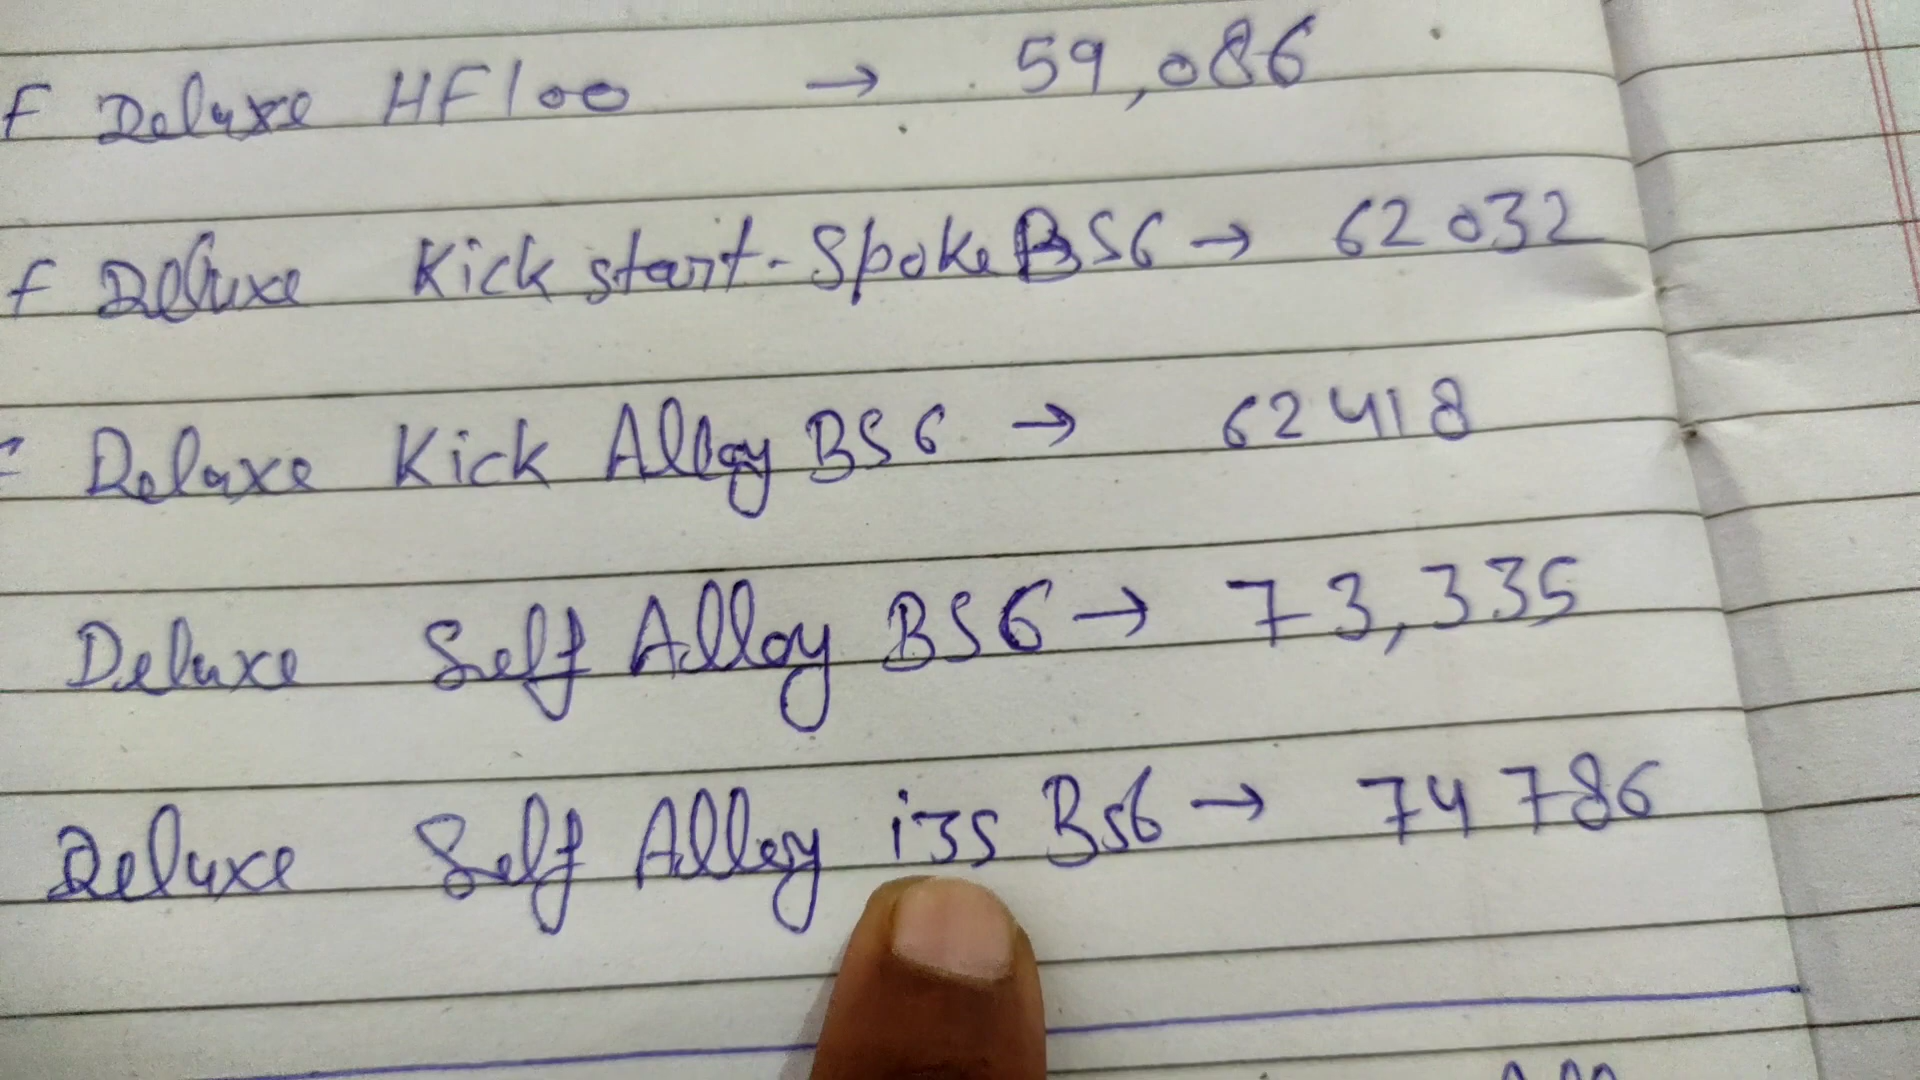 F Deluxe HF100 → 59,086
F Deluxe Kick start-Spoke BS6 → 62032
Deluxe Kick Alloy BS6 → 62418
Deluxe Self Alloy BS6 → 73,335
Deluxe Self Alloy i3s BS6 → 74786